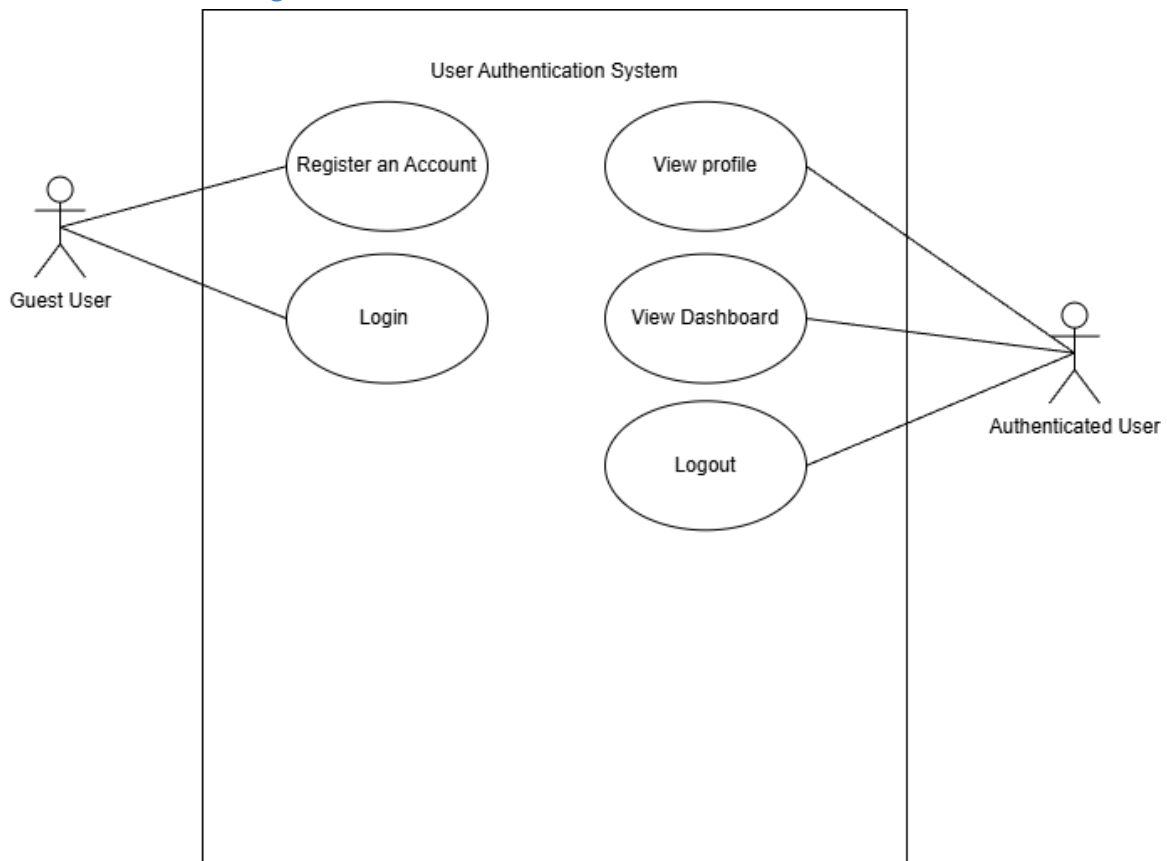 User Authentication System
Register an Account
View profile
Guest User
Login
View Dashboard
Authenticated User
Logout